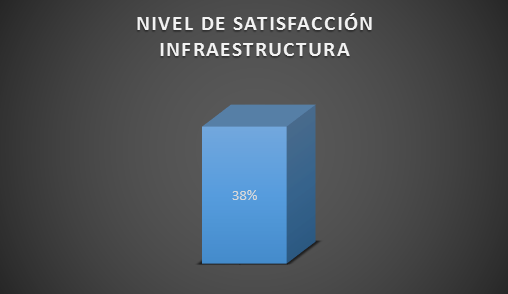 NIVEL DE SATISFACCIÓN
INFRAESTRUCTURA
38%